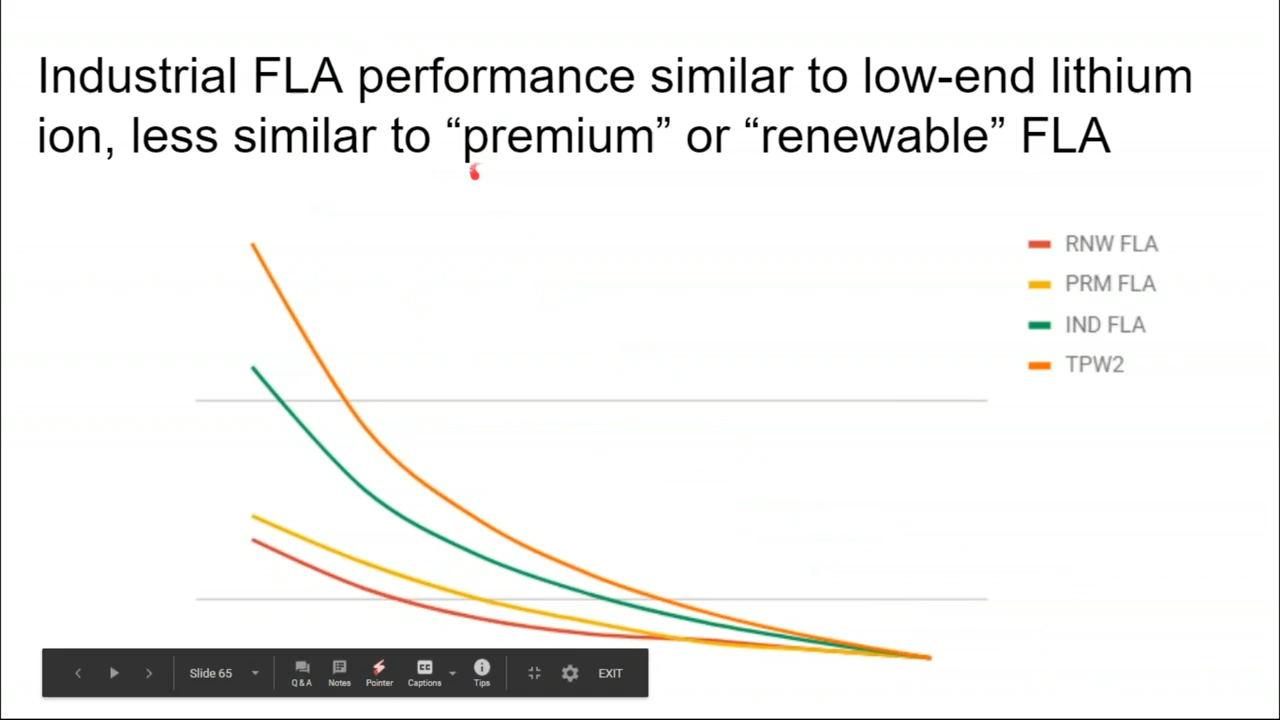 Industrial FLA performance similar to low-end lithium
ion, less similar to “premium” or “renewable” FLA
RNW FLA
PRM FLA
IND FLA
TPW2
Slide 65
Q & A
Notes
Pointer
CC
Captions
Tips
EXIT